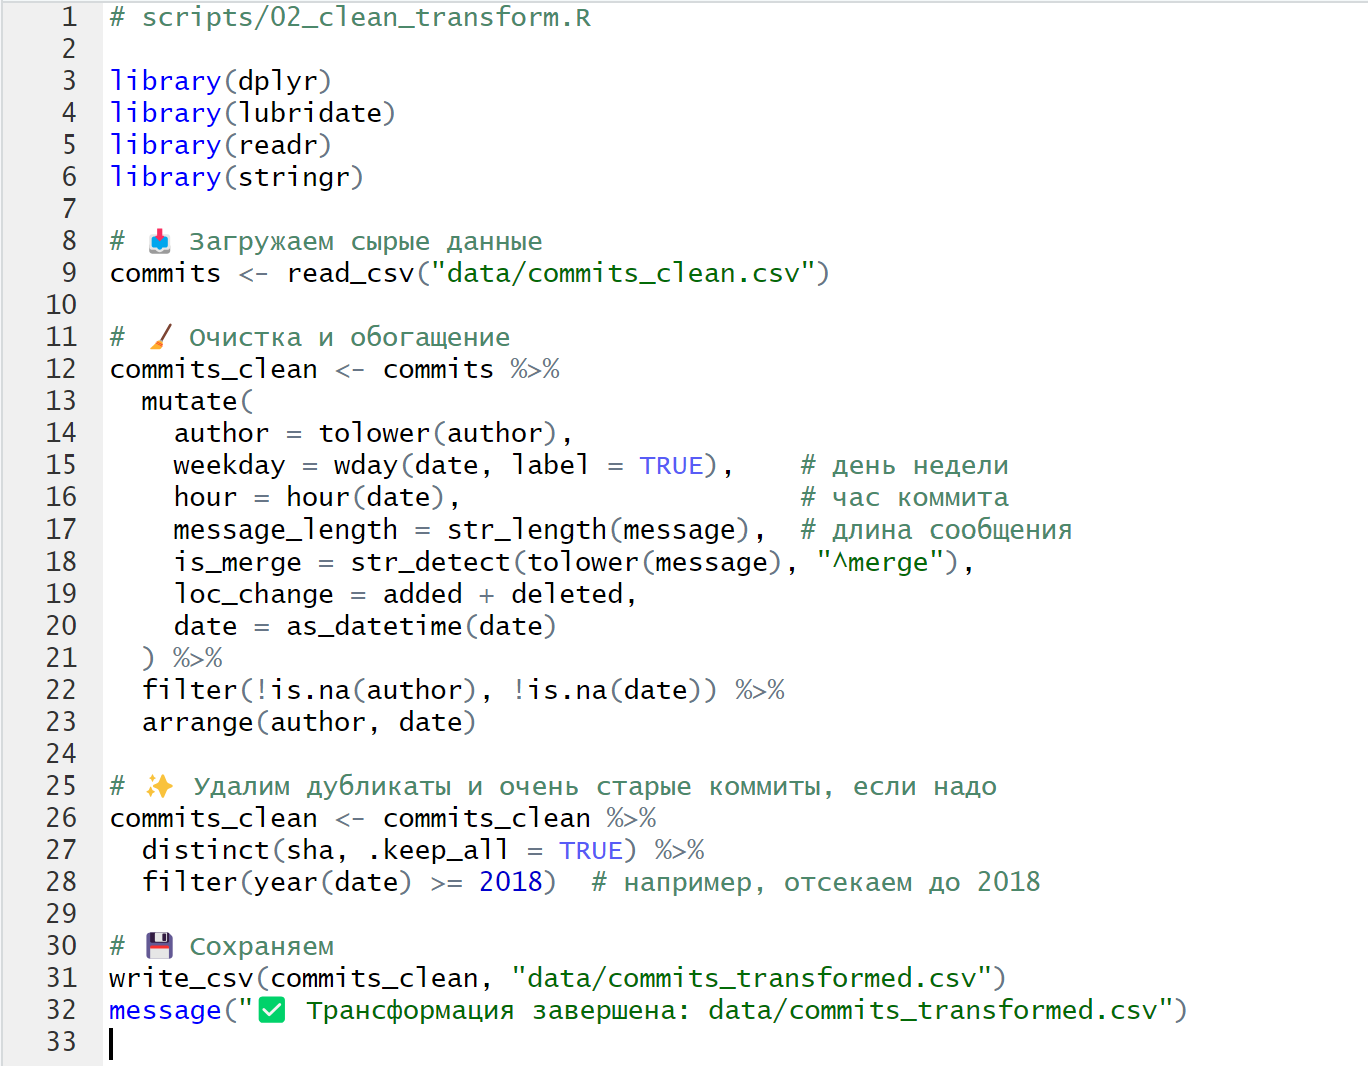 1 # scripts/02_clean_transform.R
2
3 library(dplyr)
4 library(lubridate)
5 library(readr)
6 library(stringr)
7
8 # 📥 Загружаем сырые данные
9 commits <- read_csv("data/commits_clean.csv")
10
11 # 🧹 Очистка и обогащение
12 commits_clean <- commits %>%
13   mutate(
14     author = tolower(author),
15     weekday = wday(date, label = TRUE),    # день недели
16     hour = hour(date),                     # час коммита
17     message_length = str_length(message),  # длина сообщения
18     is_merge = str_detect(tolower(message), "^merge"),
19     loc_change = added + deleted,
20     date = as_datetime(date)
21   ) %>%
22   filter(!is.na(author), !is.na(date)) %>%
23   arrange(author, date)
24
25 # ✨ Удалим дубликаты и очень старые коммиты, если надо
26 commits_clean <- commits_clean %>%
27   distinct(sha, .keep_all = TRUE) %>%
28   filter(year(date) >= 2018)  # например, отсекаем до 2018
29
30 # 💾 Сохраняем
31 write_csv(commits_clean, "data/commits_transformed.csv")
32 message("✅ Трансформация завершена: data/commits_transformed.csv")
33